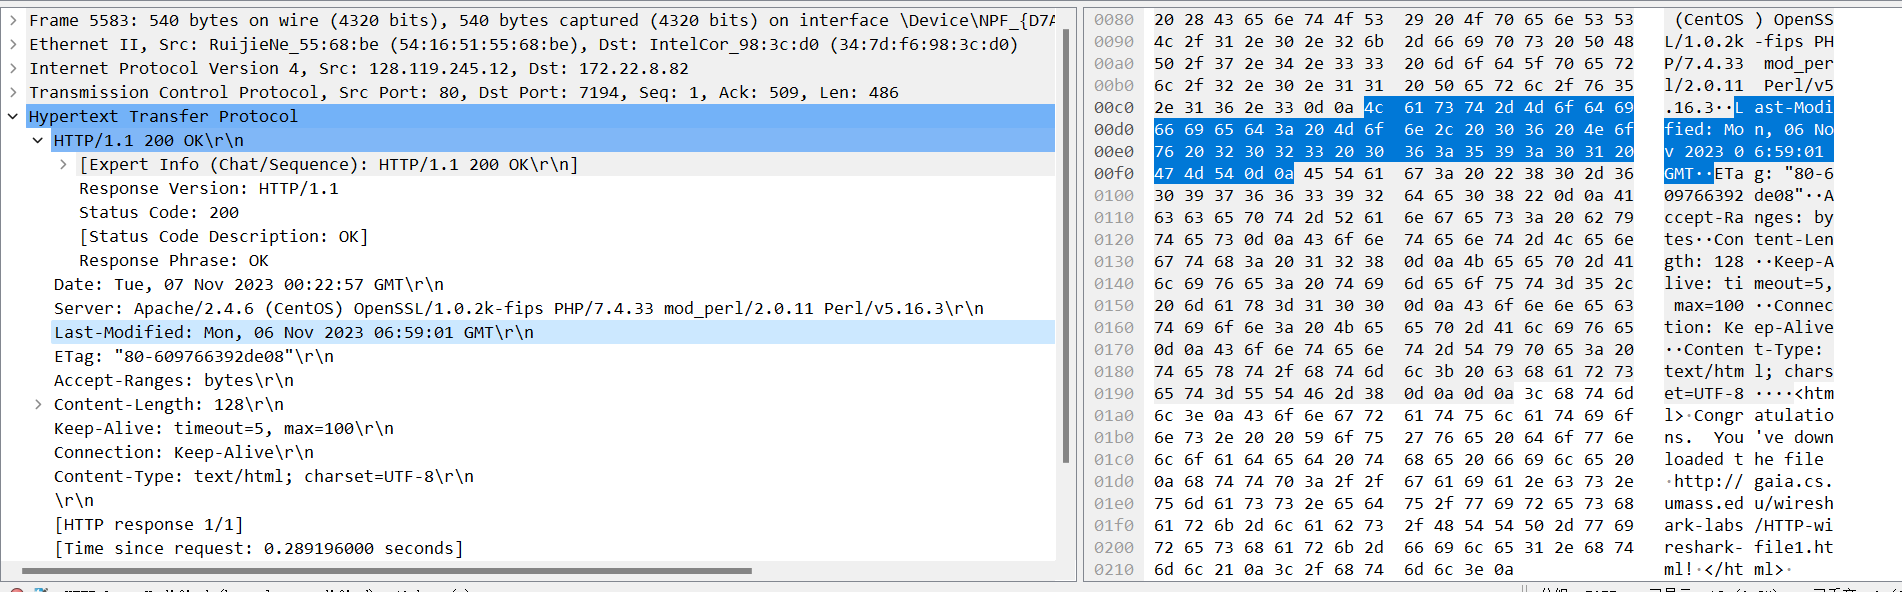 Frame 5583: 540 bytes on wire (4320 bits), 540 bytes captured (4320 bits) on interface \Device\NPF_{D7A
Ethernet II, Src: RuijieNe_55:68:be (54:16:51:55:68:be), Dst: IntelCor_98:3c:d0 (34:7d:f6:98:3c:d0)
Internet Protocol Version 4, Src: 128.119.245.12, Dst: 172.22.8.82
Transmission Control Protocol, Src Port: 80, Dst Port: 7194, Seq: 1, Ack: 509, Len: 486
Hypertext Transfer Protocol
HTTP/1.1 200 OK\r\n
[Expert Info (Chat/Sequence): HTTP/1.1 200 OK\r\n]
Response Version: HTTP/1.1
Status Code: 200
[Status Code Description: OK]
Response Phrase: OK
Date: Tue, 07 Nov 2023 00:22:57 GMT\r\n
Server: Apache/2.4.6 (CentOS) OpenSSL/1.0.2k-fips PHP/7.4.33 mod_perl/2.0.11 Perl/v5.16.3\r\n
Last-Modified: Mon, 06 Nov 2023 06:59:01 GMT\r\n
ETag: "80-609766392de08"\r\n
Accept-Ranges: bytes\r\n
Content-Length: 128\r\n
Keep-Alive: timeout=5, max=100\r\n
Connection: Keep-Alive\r\n
Content-Type: text/html; charset=UTF-8\r\n
\r\n
[HTTP response 1/1]
[Time since request: 0.289196000 seconds]
0080 20 28 43 65 6e 74 4f 53 29 20 4f 70 65 6e 53 53 (CentOS ) OpenSS
0090 4c 2f 31 2e 30 2e 32 6b 2d 66 69 70 73 20 50 48 L/1.0.2k -fips PH
00a0 50 2f 37 2e 34 2e 33 33 20 6d 6f 64 5f 70 65 72 P/7.4.33 mod_per
00b0 6c 2f 32 2e 30 2e 31 31 20 50 65 72 6c 2f 76 35 l/2.0.11 Perl/v5
00c0 2e 31 36 2e 33 0d 0a 4c 61 73 74 2d 4d 6f 64 69 .16.3··L ast-Modi
00d0 66 69 65 64 3a 20 4d 6f 6e 2c 20 30 36 20 4e 6f fied: Mo n, 06 No
00e0 76 20 32 30 32 33 20 30 36 3a 35 39 3a 30 31 20 v 2023 0 6:59:01
00f0 47 4d 54 0d 0a 45 54 61 67 3a 20 22 38 30 2d 36 GMT··ETa g: "80-6
0100 30 39 37 36 36 33 39 32 64 65 30 38 22 0d 0a 41 09766392 de08"··A
0110 63 63 65 70 74 2d 52 61 6e 67 65 73 3a 20 62 79 ccept-Ra nges: by
0120 74 65 73 0d 0a 43 6f 6e 74 65 6e 74 2d 4c 65 6e tes··Con tent-Len
0130 67 74 68 3a 20 31 32 38 0d 0a 4b 65 65 70 2d 41 gth: 128 ··Keep-A
0140 6c 69 76 65 3a 20 74 69 6d 65 6f 75 74 3d 35 2c live: ti meout=5,
0150 20 6d 61 78 3d 31 30 30 0d 0a 43 6f 6e 6e 65 63 max=100 ··Connec
0160 74 69 6f 6e 3a 20 4b 65 65 70 2d 41 6c 69 76 65 tion: Ke ep-Alive
0170 0d 0a 43 6f 6e 74 65 6e 74 2d 54 79 70 65 3a 20 ··Conten t-Type:
0180 74 65 78 74 2f 68 74 6d 6c 3b 20 63 68 61 72 73 text/htm l; chars
0190 65 74 3d 55 54 46 2d 38 0d 0a 0d 0a 3c 68 74 6d et=UTF-8 ····<htm
01a0 6c 3e 0a 43 6f 6e 67 72 61 74 75 6c 61 74 69 6f l>·Congr atulatio
01b0 6e 73 2e 20 20 59 6f 75 27 76 65 20 64 6f 77 6e ns.  You 've down
01c0 6c 6f 61 64 65 64 20 74 68 65 20 66 69 6c 65 20 loaded t he file
01d0 0a 68 74 74 70 3a 2f 2f 67 61 69 61 2e 63 73 2e ·http:// gaia.cs.
01e0 75 6d 61 73 73 2e 65 64 75 2f 77 69 72 65 73 68 umass.ed u/wiresh
01f0 61 72 6b 2d 6c 61 62 73 2f 48 54 54 50 2d 77 69 ark-labs /HTTP-wi
0200 72 65 73 68 61 72 6b 2d 66 69 6c 65 31 2e 68 74 reshark- file1.ht
0210 6d 6c 21 0a 3c 2f 68 74 6d 6c 3e 0a ml!·</ht ml>·